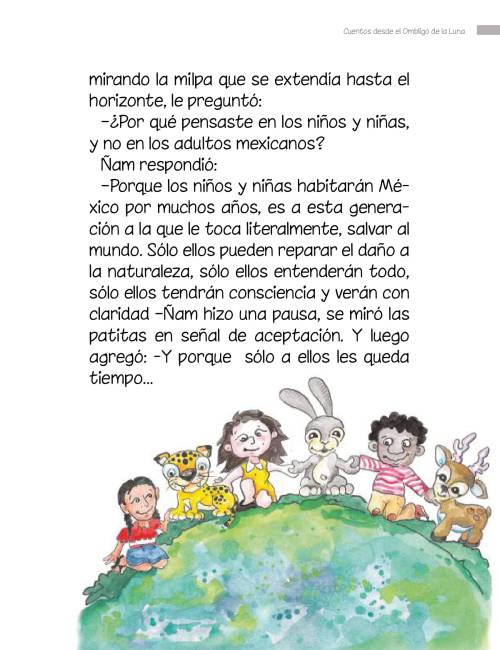 Cuentos desde el Ombligo de la Luna
mirando la milpa que se extendía hasta el
horizonte, le preguntó:
–¿Por qué pensaste en los niños y niñas,
y no en los adultos mexicanos?
Ñam respondió:
–Porque los niños y niñas habitarán Mé-
xico por muchos años, es a esta genera-
ción a la que le toca literalmente, salvar al
mundo. Sólo ellos pueden reparar el daño a
la naturaleza, sólo ellos entenderán todo,
sólo ellos tendrán consciencia y verán con
claridad –Ñam hizo una pausa, se miró las
patitas en señal de aceptación. Y luego
agregó: -Y porque  sólo a ellos les queda
tiempo...